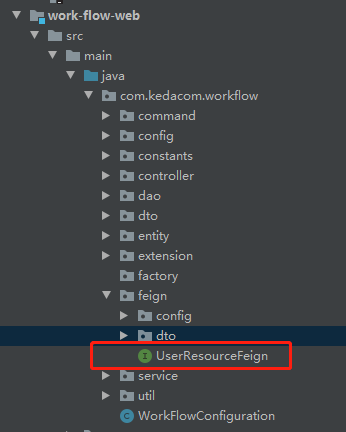 work-flow-web
src
main
java
com.kedacom.workflow
command
config
constants
controller
dao
dto
entity
extension
factory
feign
config
dto
I UserResourceFeign
service
util
C WorkFlowConfiguration